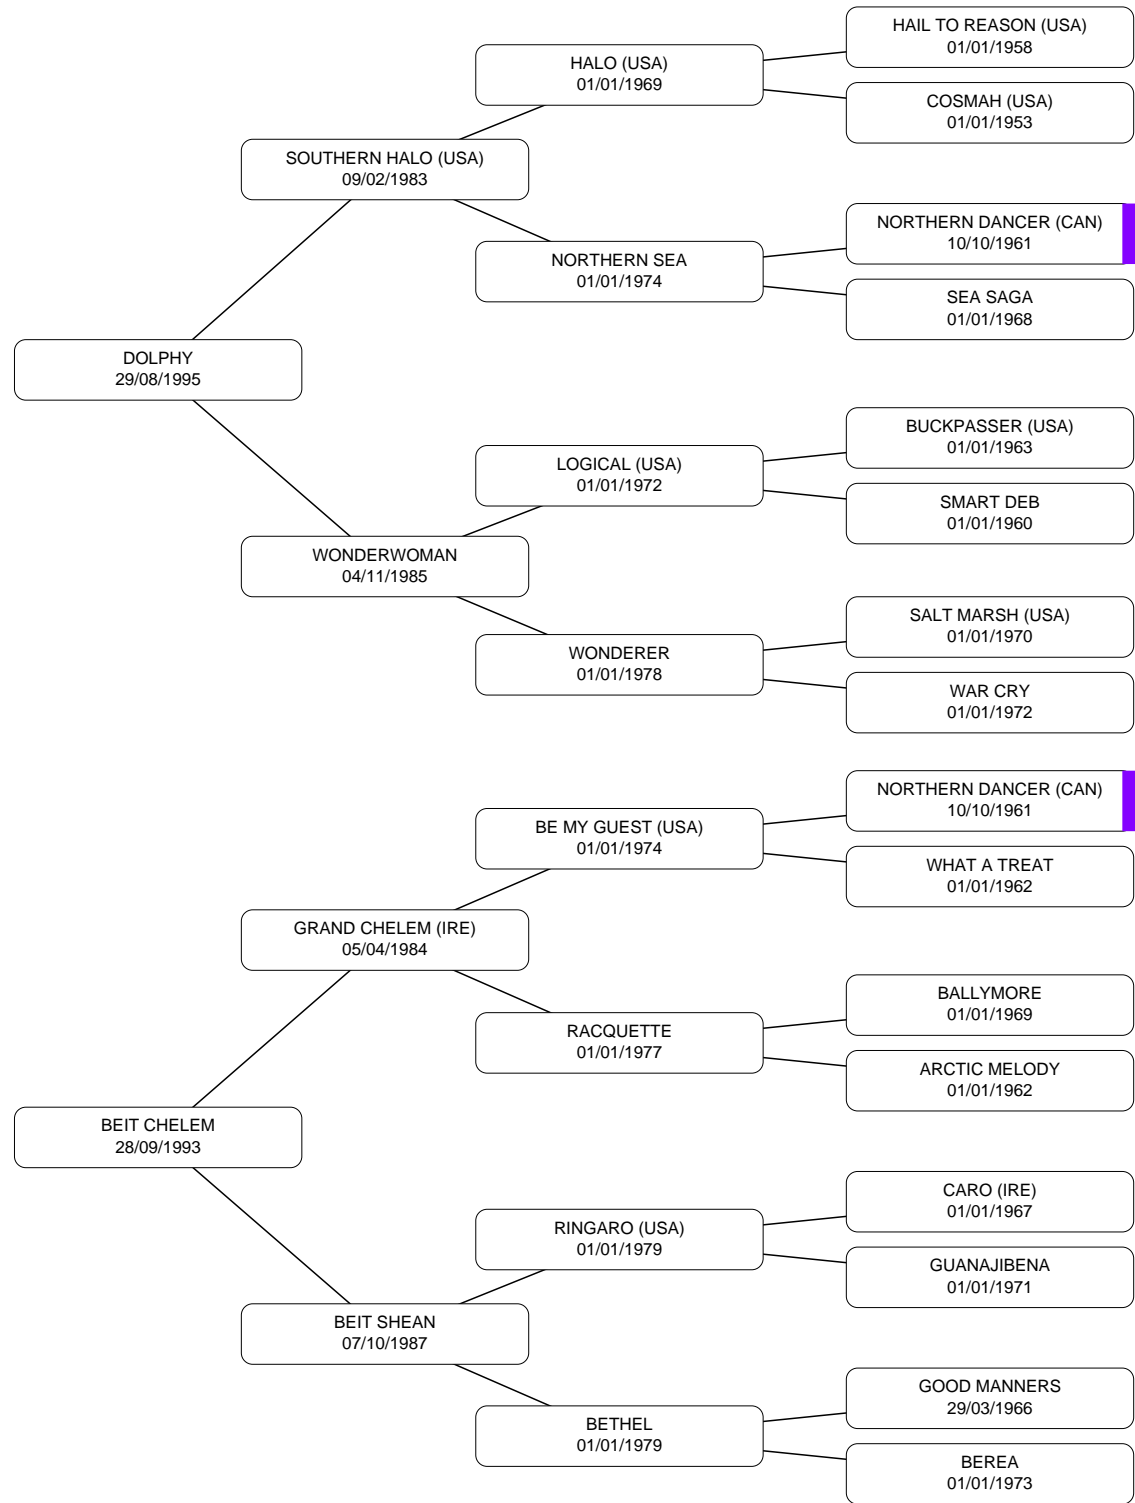 HAIL TO REASON (USA)
01/01/1958
HALO (USA)
01/01/1969
COSMAH (USA)
01/01/1953
SOUTHERN HALO (USA)
09/02/1983
NORTHERN DANCER (CAN)
10/10/1961
NORTHERN SEA
01/01/1974
SEA SAGA
01/01/1968
DOLPHY
29/08/1995
BUCKPASSER (USA)
01/01/1963
LOGICAL (USA)
01/01/1972
SMART DEB
01/01/1960
WONDERWOMAN
04/11/1985
SALT MARSH (USA)
01/01/1970
WONDERER
01/01/1978
WAR CRY
01/01/1972
NORTHERN DANCER (CAN)
10/10/1961
BE MY GUEST (USA)
01/01/1974
WHAT A TREAT
01/01/1962
GRAND CHELEM (IRE)
05/04/1984
BALLYMORE
01/01/1969
RACQUETTE
01/01/1977
ARCTIC MELODY
01/01/1962
BEIT CHELEM
28/09/1993
CARO (IRE)
01/01/1967
RINGARO (USA)
01/01/1979
GUANAJIBENA
01/01/1971
BEIT SHEAN
07/10/1987
GOOD MANNERS
29/03/1966
BETHEL
01/01/1979
BEREA
01/01/1973